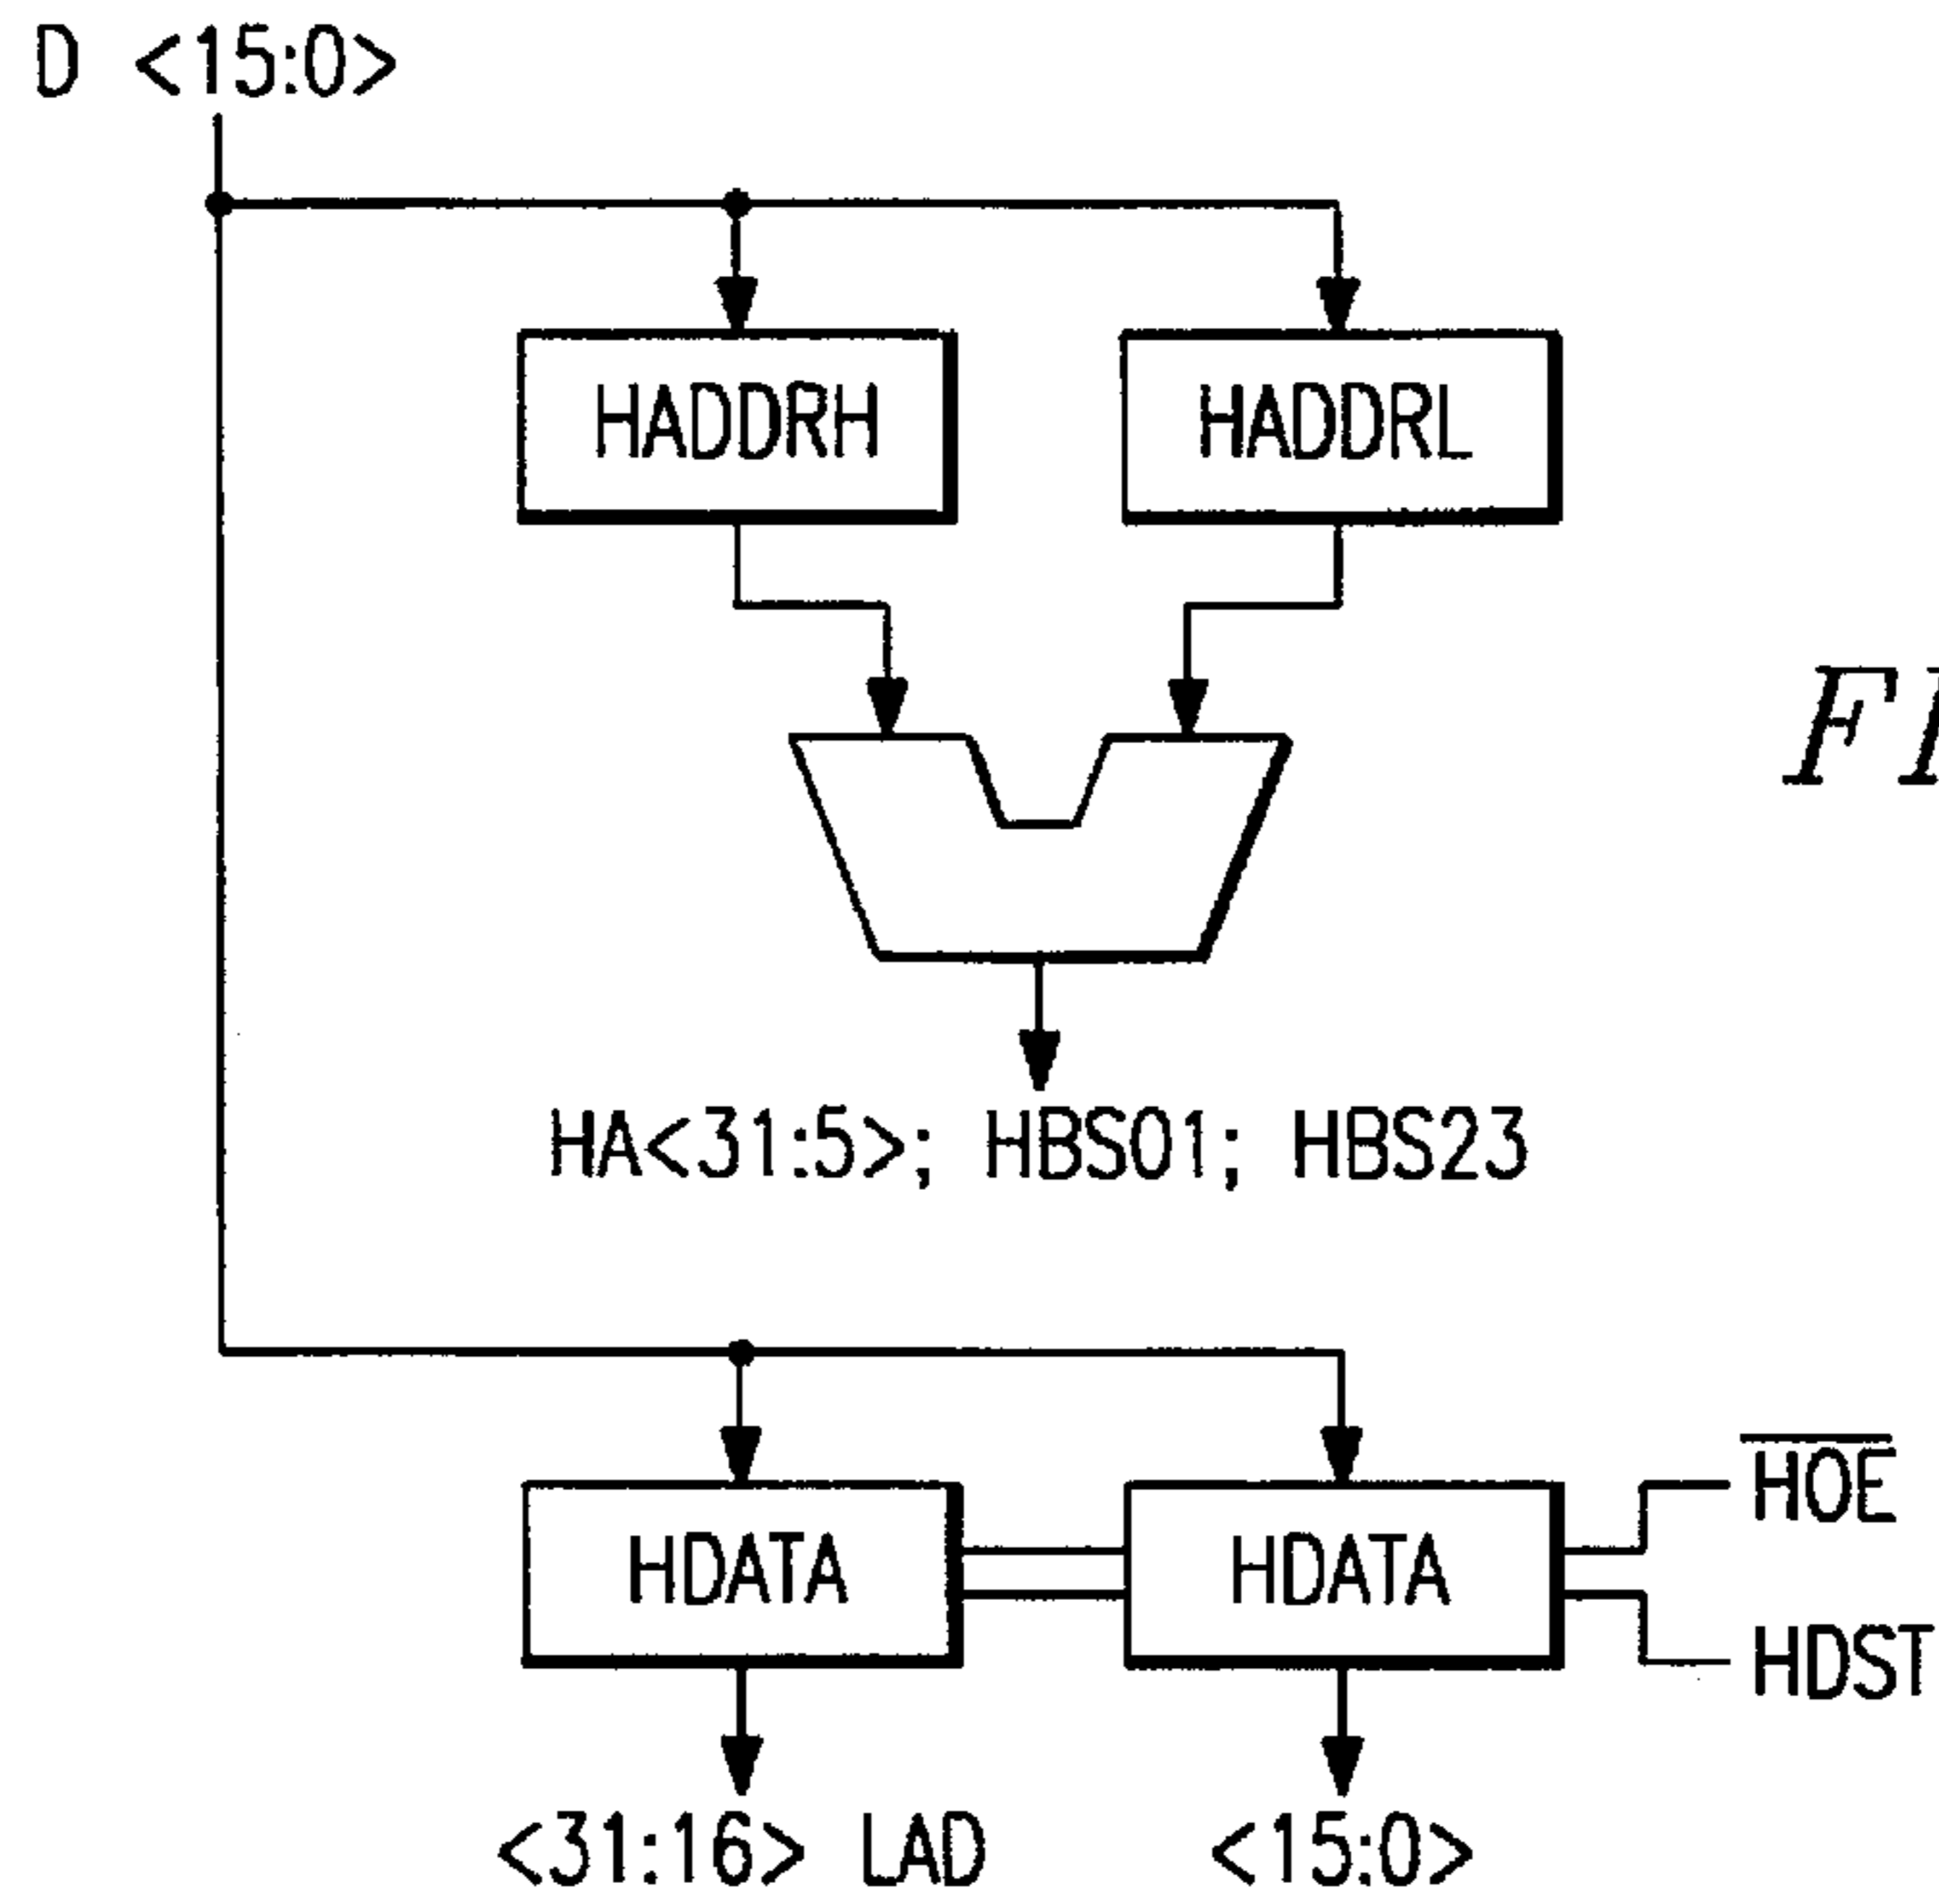 D <15:0>
HADDRH HADDRL
HA<31:5>; HBS01; HBS23
HOE
HDATA HDATA
HDST
<31:16> LAD <15:0>